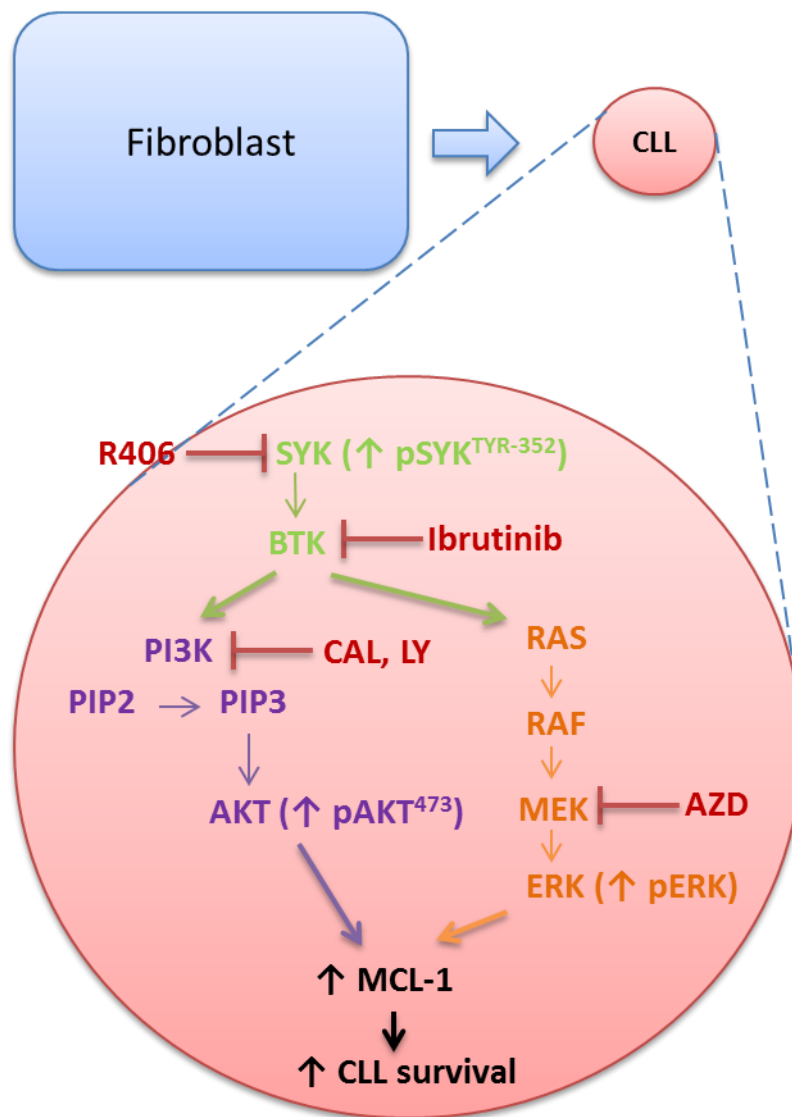 Fibroblast
CLL
R406 SYK (↑ pSYK^TYR-352)
BTK Ibrutinib
PI3K CAL, LY RAS
PIP2 PIP3 RAF
AKT (↑ pAKT^473) MEK AZD
ERK (↑ pERK)
↑ MCL-1
↑ CLL survival